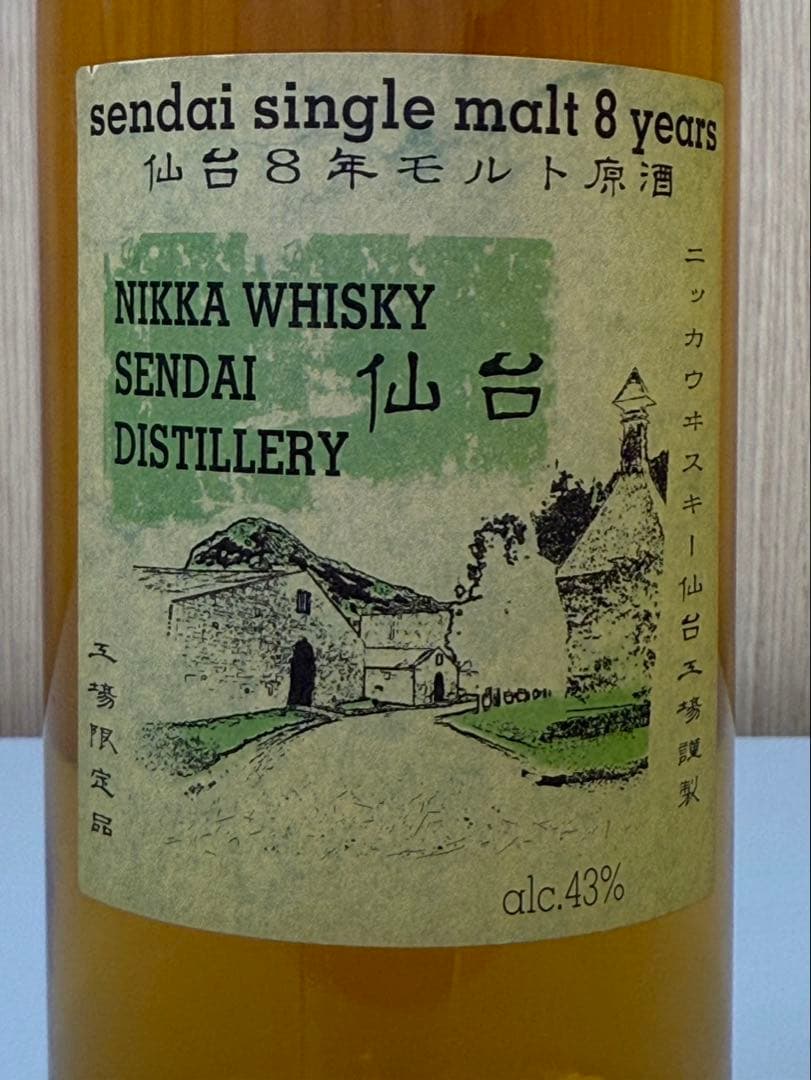 sendai single malt 8 years
仙台8年モルト原酒
NIKKA WHISKY
SENDAI
DISTILLERY
仙台
ニッカウヰスキー仙台工場謹製
工場限定品
alc.43%